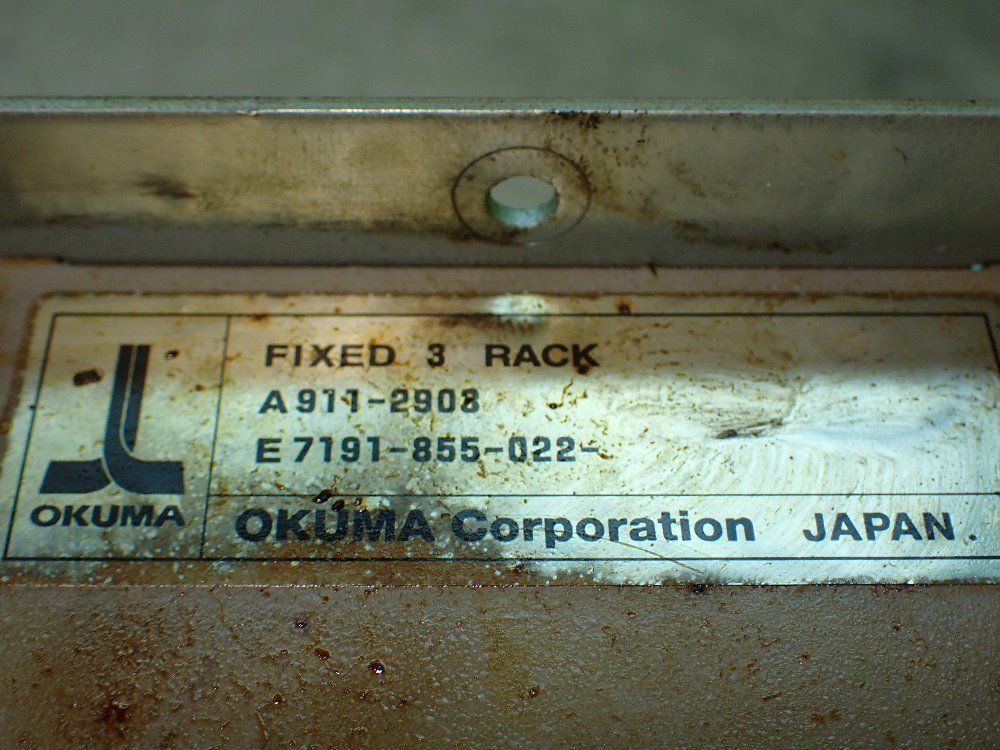 FIXED 3 RACK
A911-2908
E7191-855-022-
OKUMA
OKUMA Corporation JAPAN.